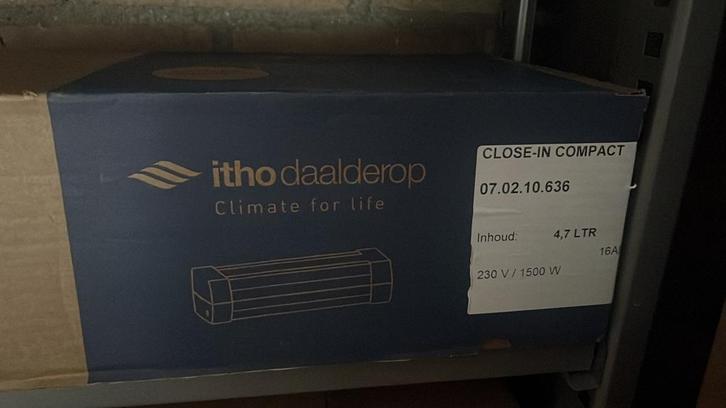 itho daalderop
Climate for life
CLOSE-IN COMPACT
07.02.10.636
Inhoud: 4,7 LTR
16A
230 V / 1500 W